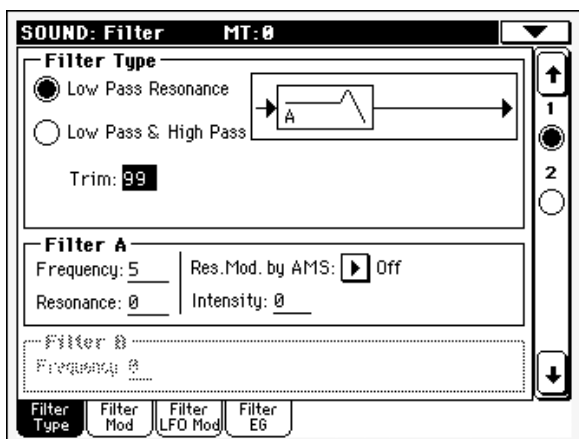 SOUND: Filter MT:0
Filter Type
Low Pass Resonance
Low Pass & High Pass
A
Trim: 99
1
2
Filter A
Frequency: 5
Res.Mod. by AMS: Off
Resonance: 0
Intensity: 0
Filter B
Frequency: 0
Filter Type
Filter Mod
Filter LFO Mod
Filter EG